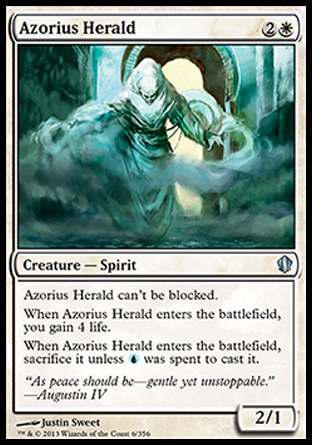 Azorius Herald 2
Creature — Spirit
Azorius Herald can't be blocked.
When Azorius Herald enters the battlefield,
you gain 4 life.
When Azorius Herald enters the battlefield,
sacrifice it unless was spent to cast it.
"As peace should be—gentle yet unstoppable."
—Augustin IV
Justin Sweet
2/1
™ & © 2013 Wizards of the Coast 6/356